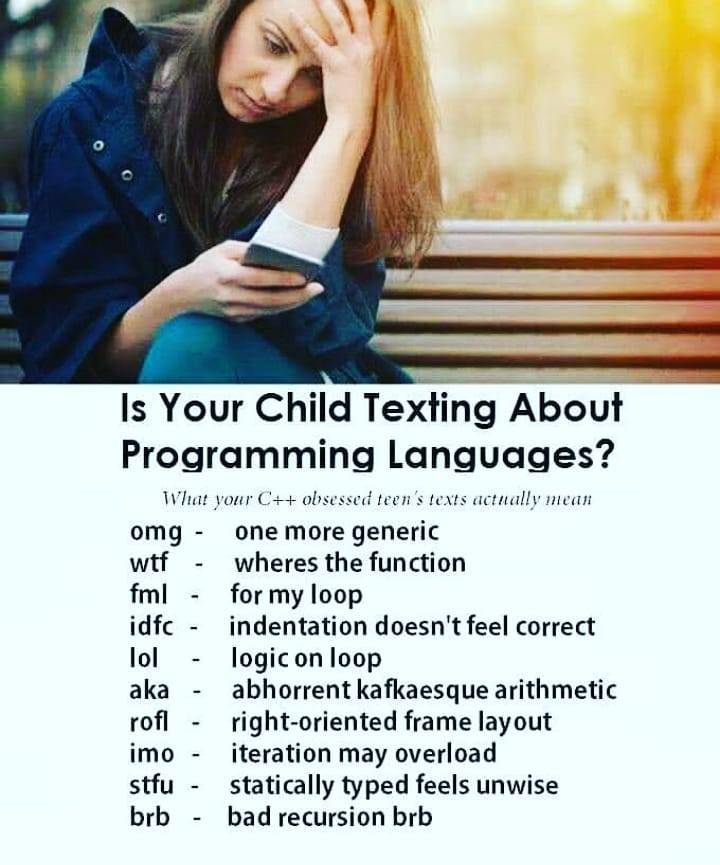 Is Your Child Texting About
Programming Languages?
What your C++ obsessed teen's texts actually mean
omg - one more generic
wtf - wheres the function
fml - for my loop
idfc - indentation doesn't feel correct
lol - logic on loop
aka - abhorrent kafkaesque arithmetic
rofl - right-oriented frame layout
imo - iteration may overload
stfu - statically typed feels unwise
brb - bad recursion brb